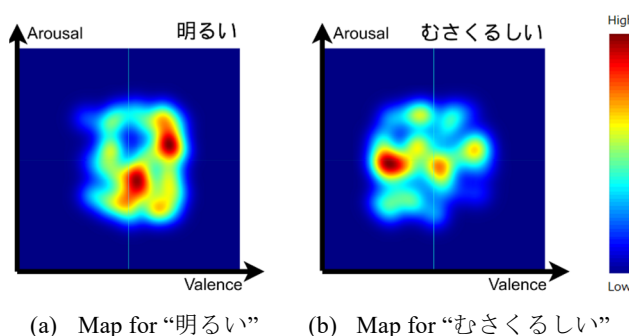 Arousal 明るい
Valence
(a) Map for “明るい”
Arousal むさくるしい
Valence
(b) Map for “むさくるしい”
High
Low